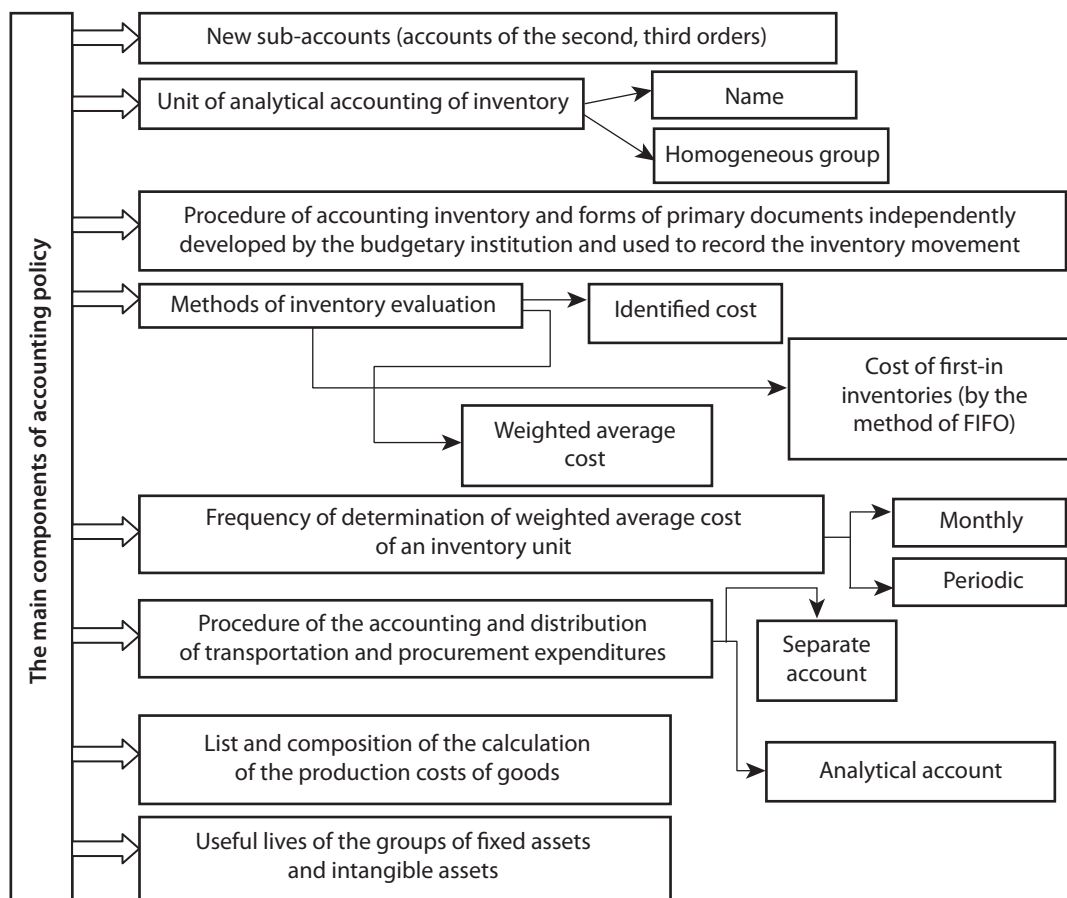 The main components of accounting policy
New sub-accounts (accounts of the second, third orders)
Unit of analytical accounting of inventory
Name
Homogeneous group
Procedure of accounting inventory and forms of primary documents independently
developed by the budgetary institution and used to record the inventory movement
Methods of inventory evaluation
Identified cost
Cost of first-in
inventories (by the
method of FIFO)
Weighted average
cost
Frequency of determination of weighted average cost
of an inventory unit
Monthly
Periodic
Procedure of the accounting and distribution
of transportation and procurement expenditures
Separate
account
Analytical account
List and composition of the calculation
of the production costs of goods
Useful lives of the groups of fixed assets
and intangible assets